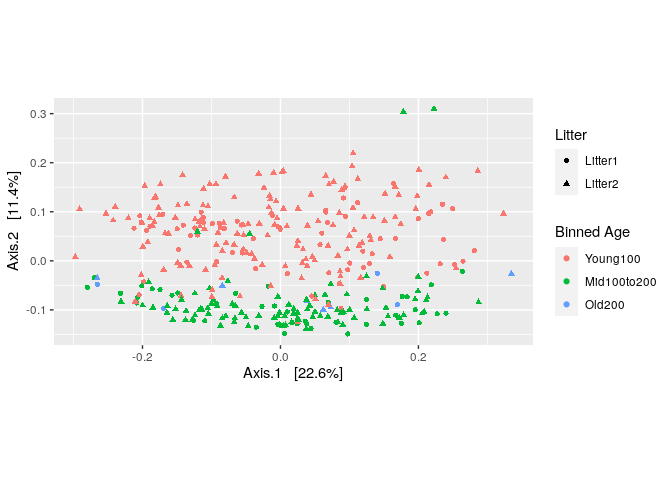 0.3
0.2
0.1
0.0
-0.1
Axis.2 [11.4%]
-0.2
0.0
0.2
Axis.1 [22.6%]
Litter
Litter1
Litter2
Binned Age
Young100
Mid100to200
Old200